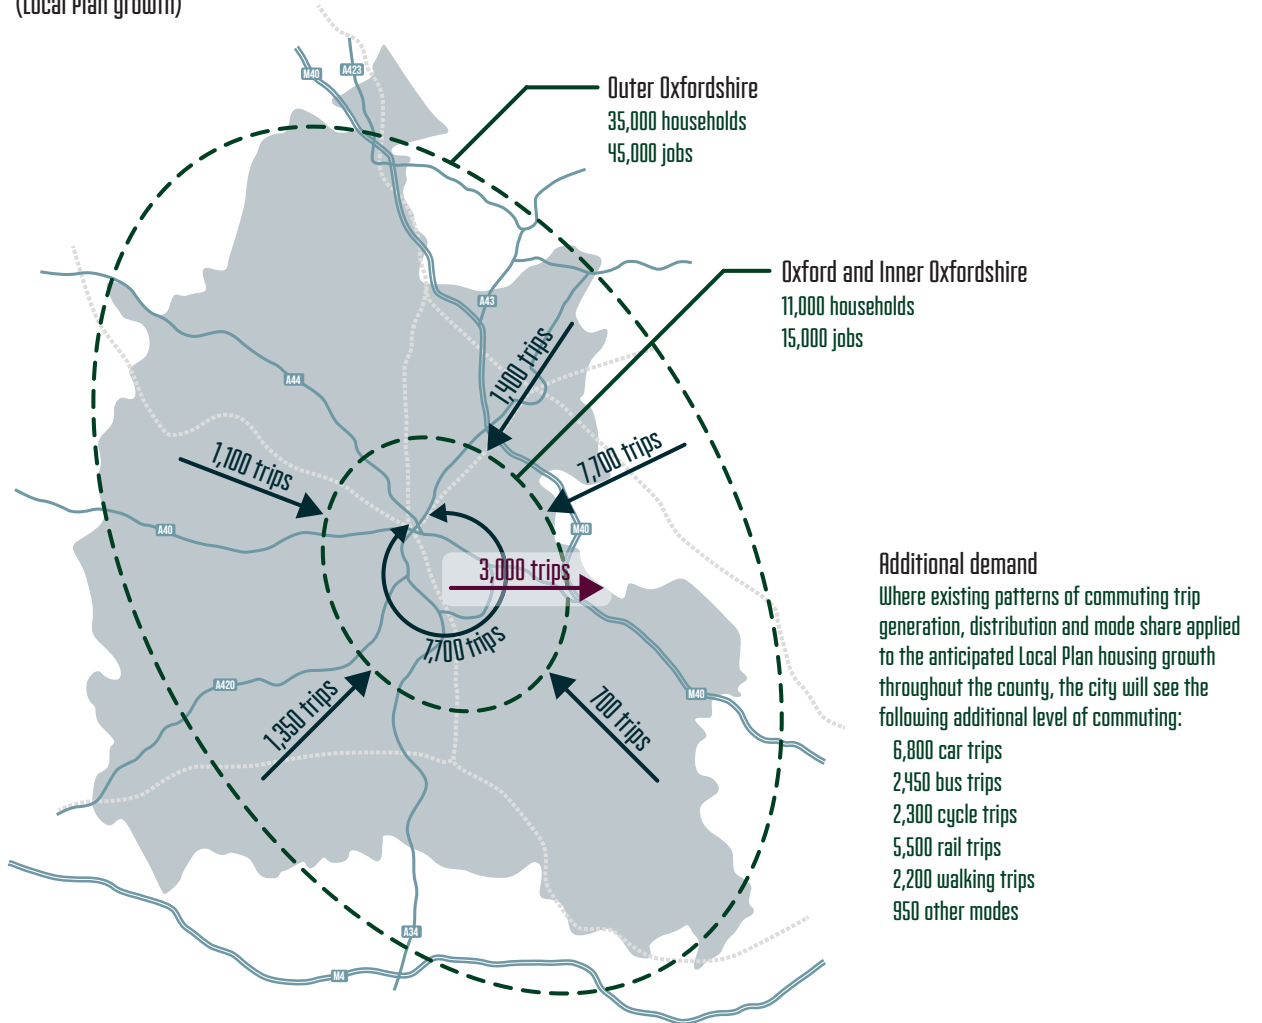 (Local Plan growth)
M40
A423
Outer Oxfordshire
35,000 households
45,000 jobs
Oxford and Inner Oxfordshire
11,000 households
15,000 jobs
A43
1,400 trips
A44
7,700 trips
1,100 trips
A40
M40
3,000 trips
7,700 trips
A420
M40
1,350 trips
700 trips
A34
M4
Additional demand
Where existing patterns of commuting trip
generation, distribution and mode share applied
to the anticipated Local Plan housing growth
throughout the county, the city will see the
following additional level of commuting:
6,800 car trips
2,450 bus trips
2,300 cycle trips
5,500 rail trips
2,200 walking trips
950 other modes